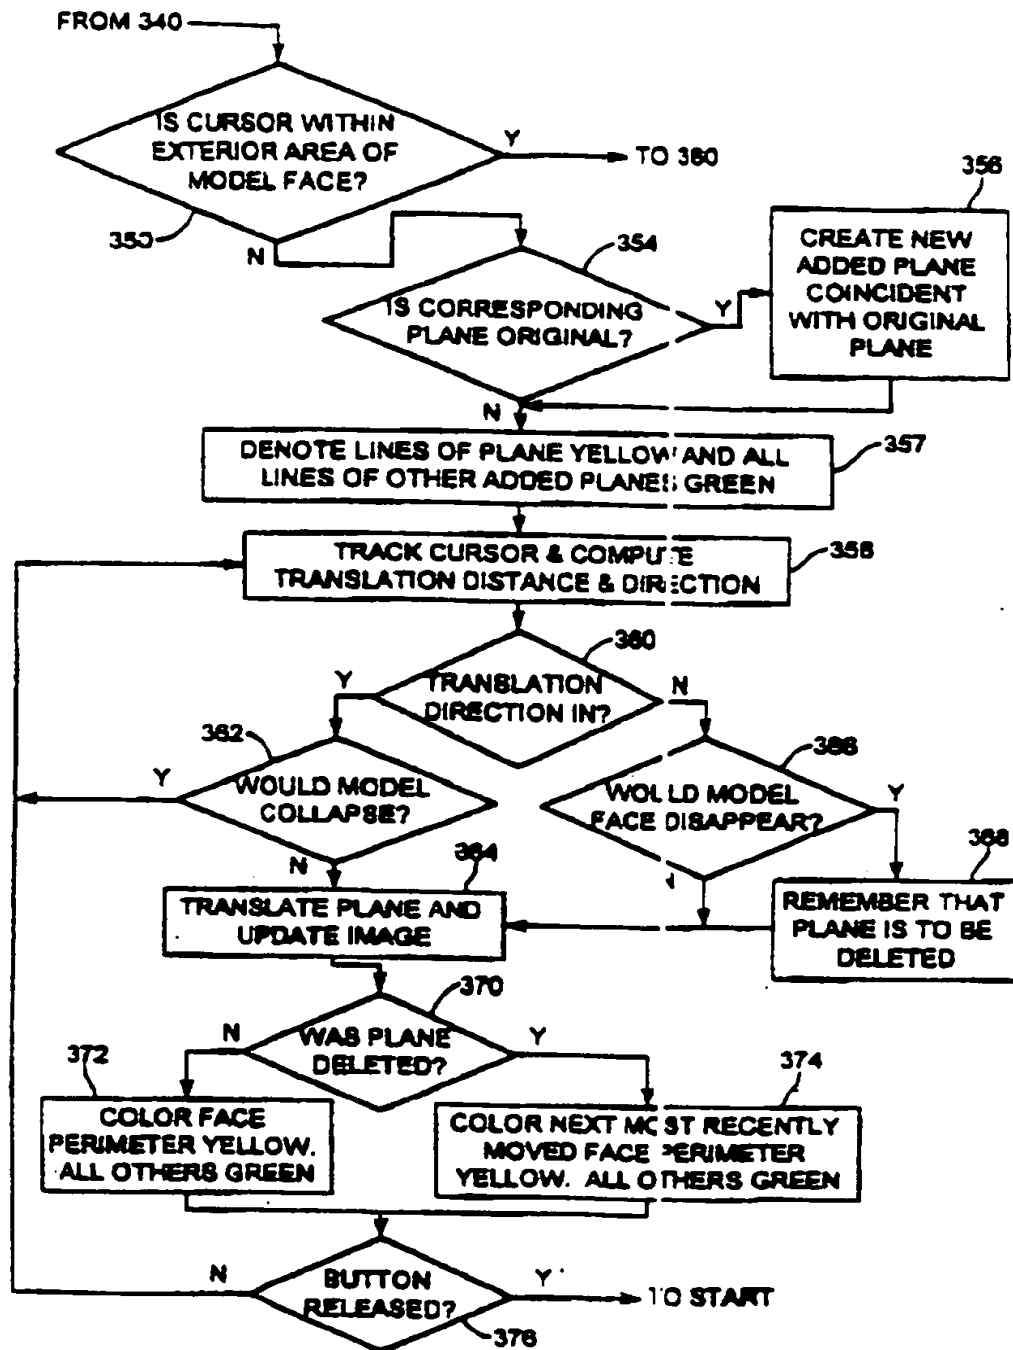 FROM 340
IS CURSOR WITHIN
EXTERIOR AREA OF
MODEL FACE?
Y
TO 380
350
N
354
IS CORRESPONDING
PLANE ORIGINAL?
Y
356
CREATE NEW
ADDED PLANE
COINCIDENT
WITH ORIGINAL
PLANE
N
357
DENOTE LINES OF PLANE YELLOW AND ALL
LINES OF OTHER ADDED PLANES GREEN
358
TRACK CURSOR & COMPUTE
TRANSLATION DISTANCE & DIRECTION
360
TRANSLATION
DIRECTION IN?
Y
N
362
WOULD MODEL
COLLAPSE?
Y
N
366
WOULD MODEL
FACE DISAPPEAR?
Y
N
364
TRANSLATE PLANE AND
UPDATE IMAGE
368
REMEMBER THAT
PLANE IS TO BE
DELETED
370
WAS PLANE
DELETED?
N
Y
372
COLOR FACE
PERIMETER YELLOW.
ALL OTHERS GREEN
374
COLOR NEXT MOST RECENTLY
MOVED FACE PERIMETER
YELLOW. ALL OTHERS GREEN
BUTTON
RELEASED?
N
Y
TO START
376